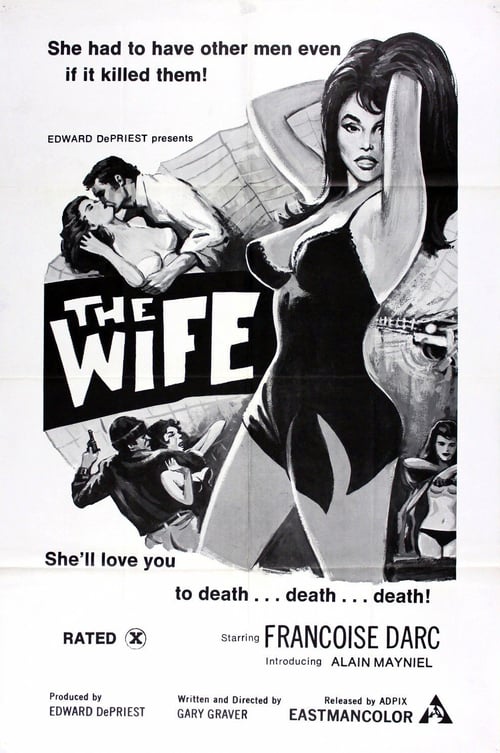 She had to have other men even
if it killed them!
EDWARD DePRIEST presents
THE
WIFE
She'll love you
to death . . . death . . . death!
RATED X
Starring FRANCOISE DARC
Introducing ALAIN MAYNIEL
Produced by
EDWARD DePRIEST
Written and Directed by
GARY GRAVER
Released by ADPIX
EASTMANCOLOR